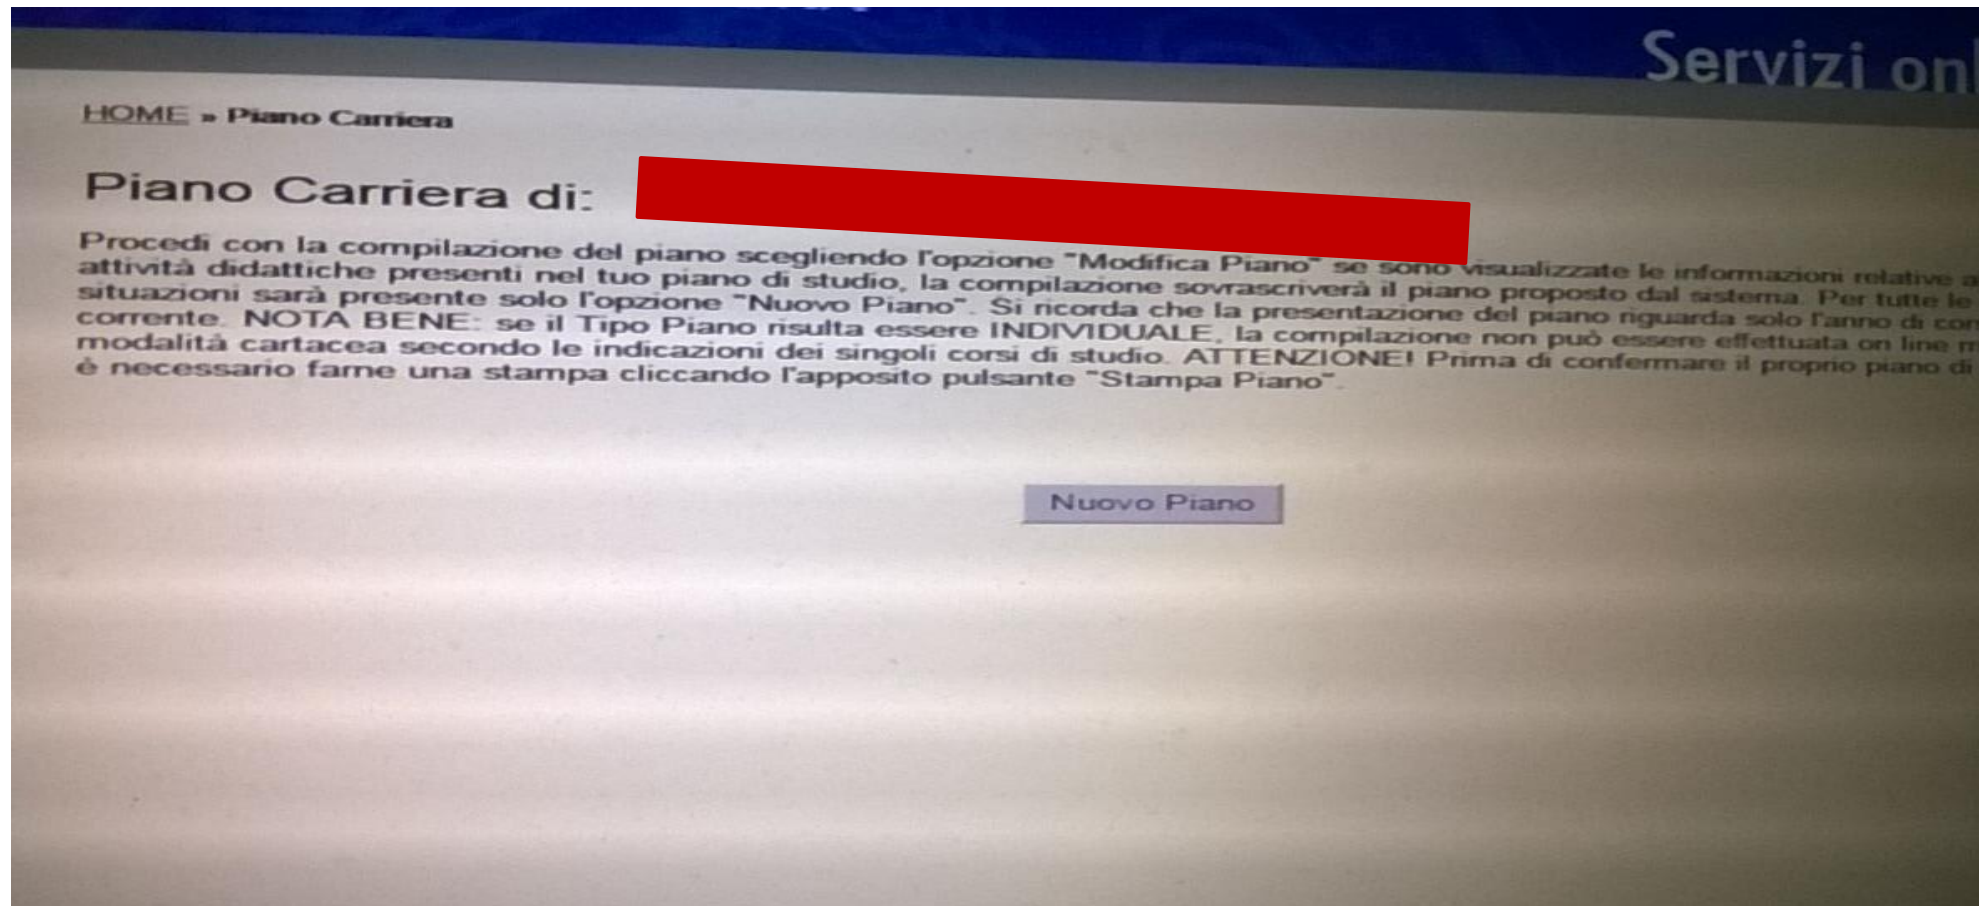 Servizi onl
HOME » Piano Carriera
Piano Carriera di:
Procedi con la compilazione del piano scegliendo l'opzione "Modifica Piano" se sono visualizzate le informazioni relative a
attività didattiche presenti nel tuo piano di studio, la compilazione sovrascriverà il piano proposto dal sistema. Per tutte le
situazioni sarà presente solo l'opzione "Nuovo Piano". Si ricorda che la presentazione del piano riguarda solo l'anno di cor
corrente. NOTA BENE: se il Tipo Piano risulta essere INDIVIDUALE, la compilazione non può essere effettuata on line m
modalità cartacea secondo le indicazioni dei singoli corsi di studio. ATTENZIONE! Prima di confermare il proprio piano di
è necessario farne una stampa cliccando l'apposito pulsante "Stampa Piano".
Nuovo Piano